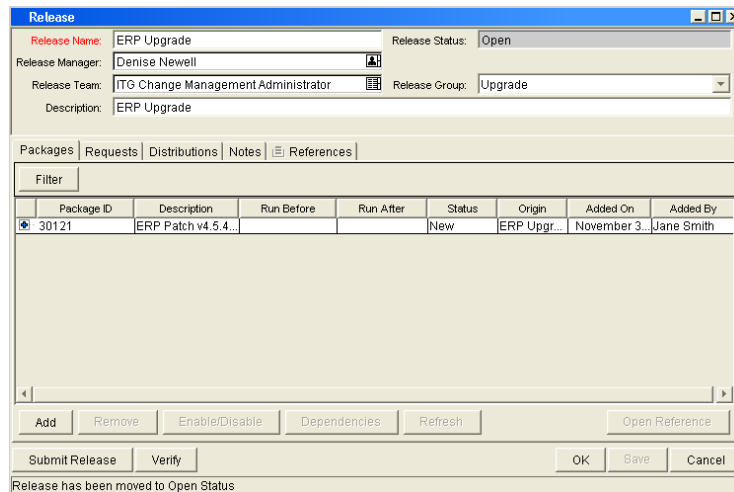 Release
Release Name: ERP Upgrade Release Status: Open
Release Manager: Denise Newell
Release Team: ITG Change Management Administrator Release Group: Upgrade
Description: ERP Upgrade
Packages Requests Distributions Notes References
Filter
Package ID Description Run Before Run After Status Origin Added On Added By
30121 ERP Patch v4.5.4... New ERP Upgr... November 3... Jane Smith
Add Remove Enable/Disable Dependencies Refresh Open Reference
Submit Release Verify OK Save Cancel
Release has been moved to Open Status